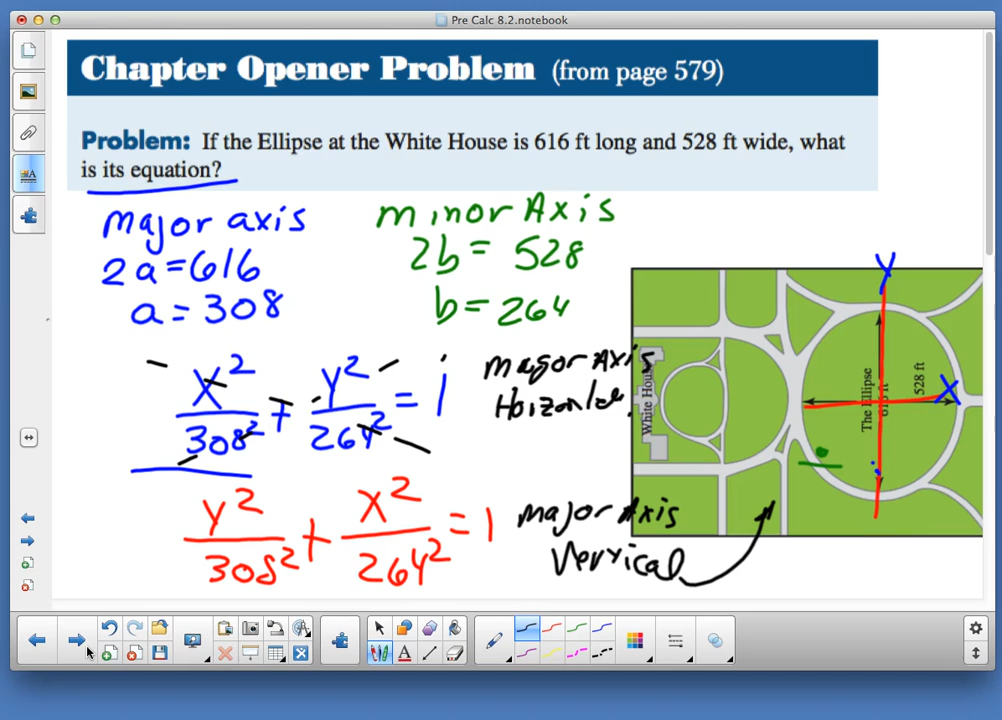 Pre Calc 8.2.notebook
Chapter Opener Problem (from page 579)
Problem: If the Ellipse at the White House is 616 ft long and 528 ft wide, what
is its equation?
major axis
2a=616
a=308
minor Axis
2b=528
b=264
x²/308² + y²/264² = 1
major Axis
Hoizontal
y²/308² + x²/264² = 1
major Axis
Vertical
White House
The Ellipse
616 ft
528 ft
Y
X